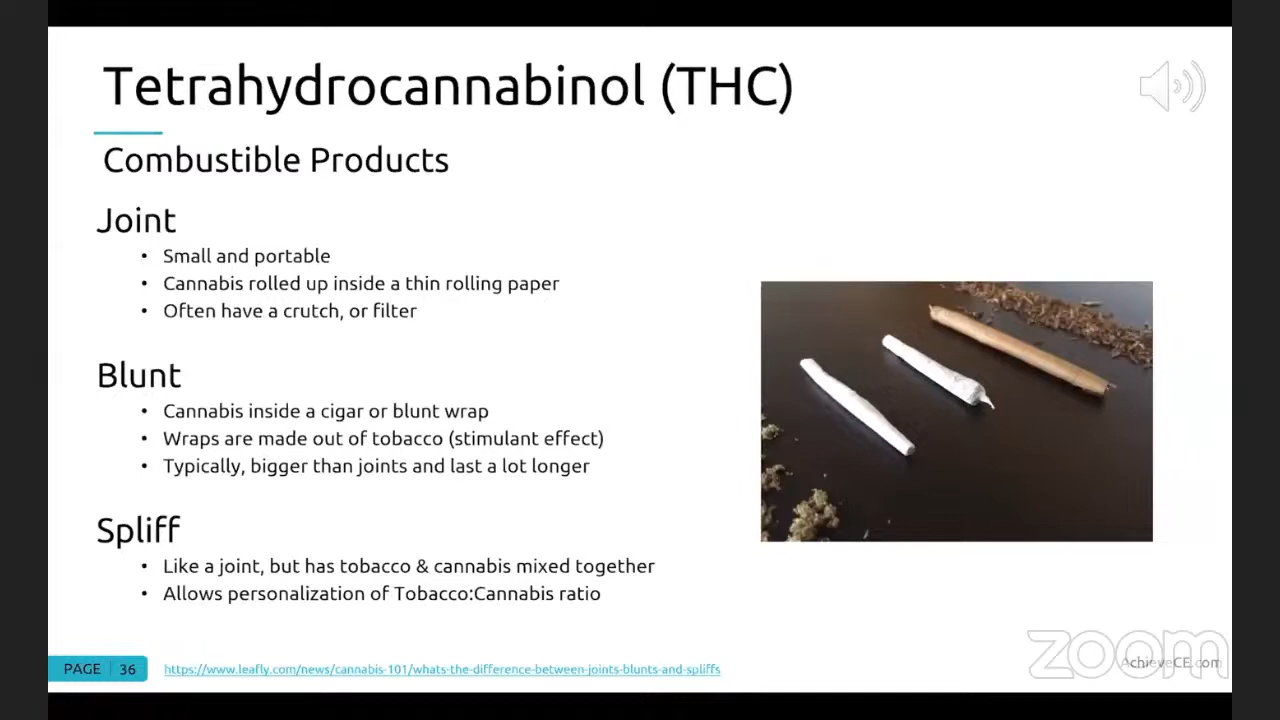 Tetrahydrocannabinol (THC)
Combustible Products
Joint
• Small and portable
• Cannabis rolled up inside a thin rolling paper
• Often have a crutch, or filter
Blunt
• Cannabis inside a cigar or blunt wrap
• Wraps are made out of tobacco (stimulant effect)
• Typically, bigger than joints and last a lot longer
Spliff
• Like a joint, but has tobacco & cannabis mixed together
• Allows personalization of Tobacco:Cannabis ratio
PAGE 36
https://www.leafly.com/news/cannabis-101/whats-the-difference-between-joints-blunts-and-spliffs
zoom
AchieveCE.com